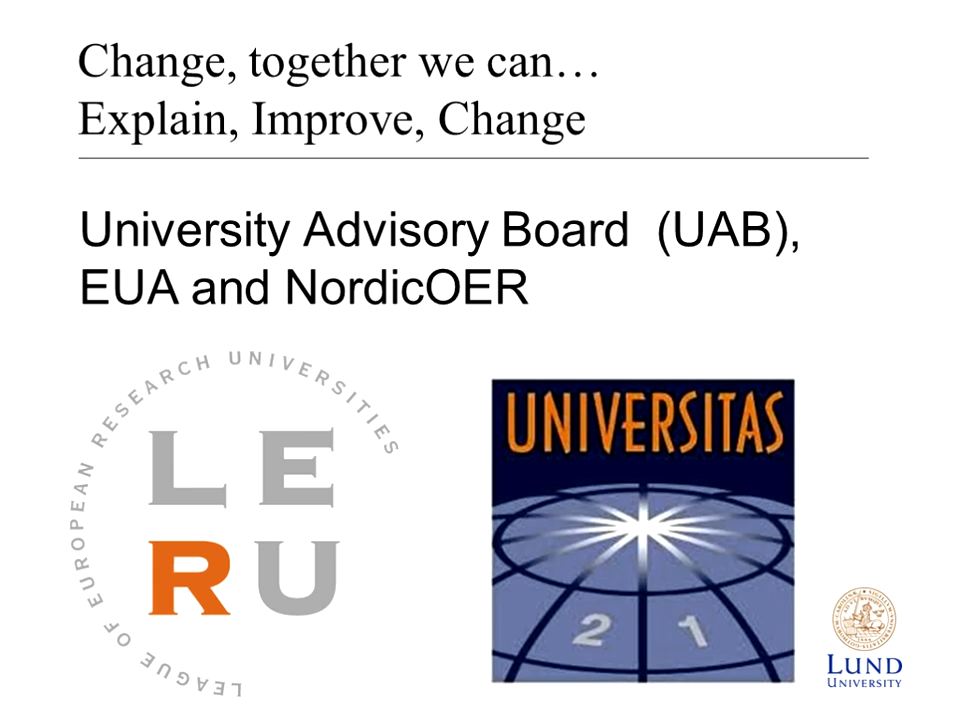 Change, together we can…
Explain, Improve, Change
University Advisory Board (UAB),
EUA and NordicOER
LEAGUE OF EUROPEAN RESEARCH UNIVERSITIES
LE
RU
UNIVERSITAS
2 1
LUND
UNIVERSITY